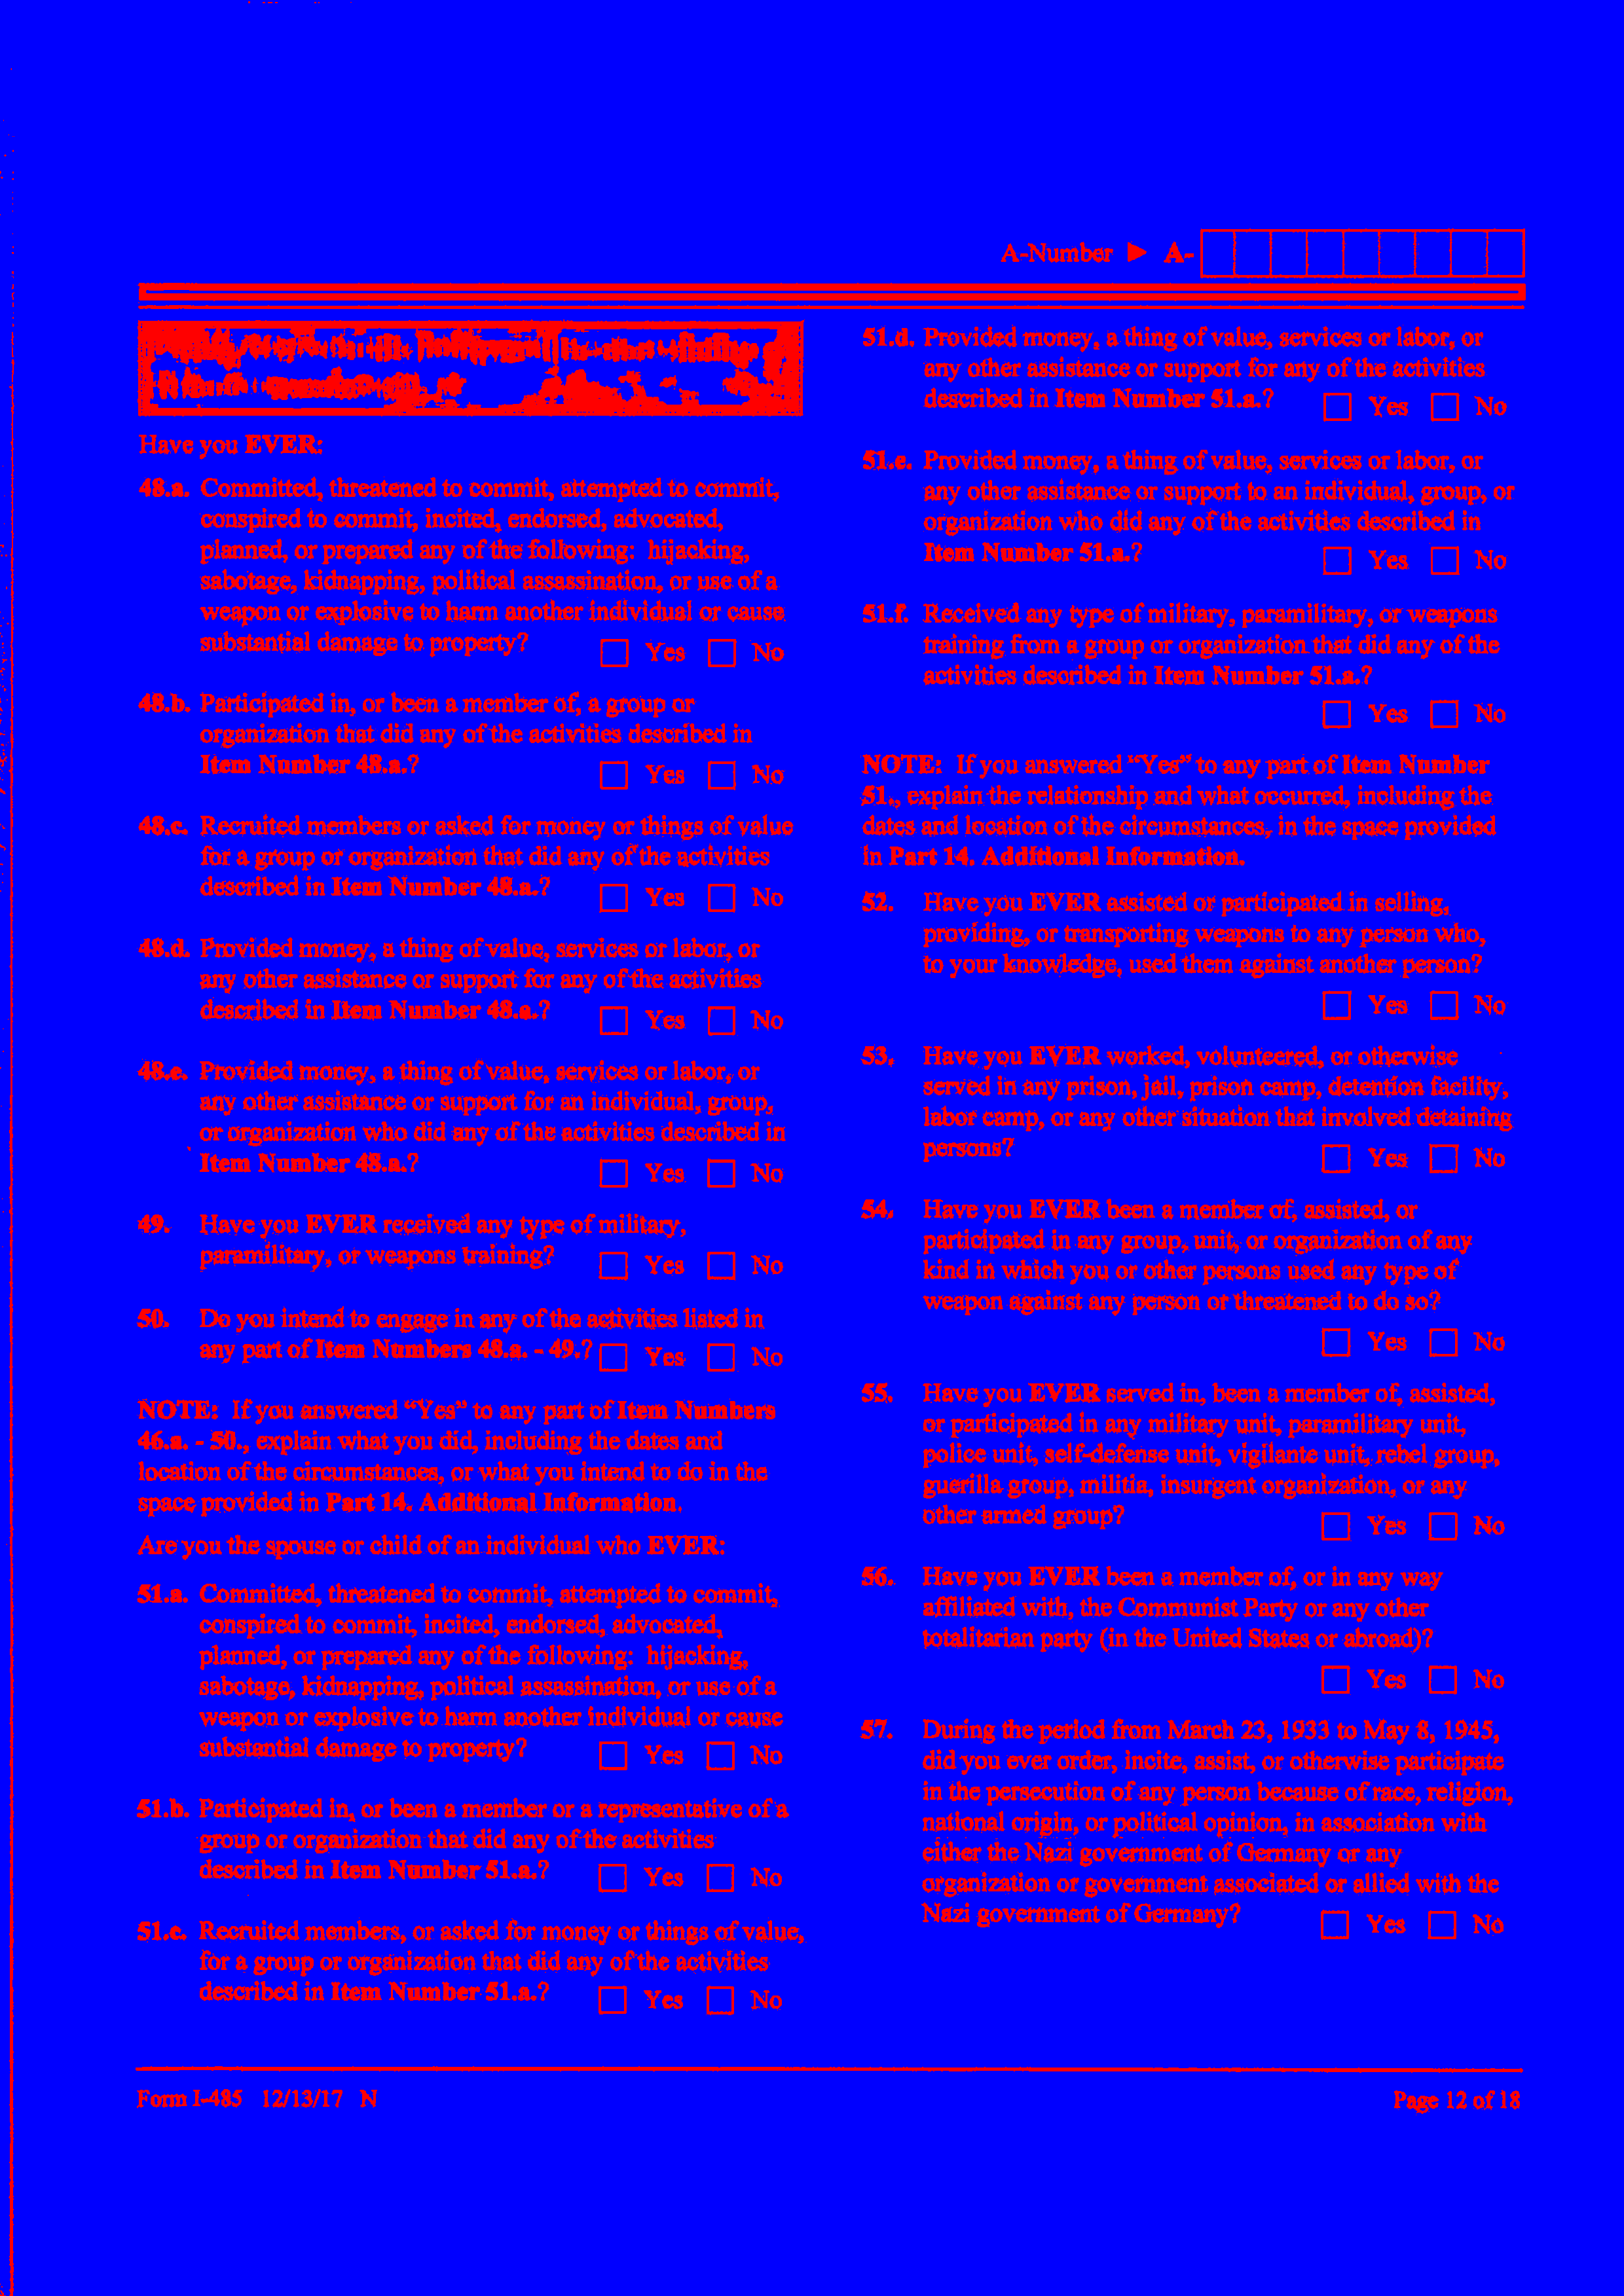 A-Number ► A-
Have you EVER:
48.a. Committed, threatened to commit, attempted to commit,
conspired to commit, incited, endorsed, advocated,
planned, or prepared any of the following: hijacking,
sabotage, kidnapping, political assassination, or use of a
weapon or explosive to harm another individual or cause
substantial damage to property? Yes No
48.b. Participated in, or been a member of, a group or
organization that did any of the activities described in
Item Number 48.a.? Yes No
48.c. Recruited members or asked for money or things of value
for a group or organization that did any of the activities
described in Item Number 48.a.? Yes No
48.d. Provided money, a thing of value, services or labor, or
any other assistance or support for any of the activities
described in Item Number 48.a.? Yes No
48.e. Provided money, a thing of value, services or labor, or
any other assistance or support for an individual, group,
or organization who did any of the activities described in
Item Number 48.a.? Yes No
49. Have you EVER received any type of military,
paramilitary, or weapons training? Yes No
50. Do you intend to engage in any of the activities listed in
any part of Item Numbers 48.a. - 49.? Yes No
NOTE: If you answered “Yes” to any part of Item Numbers
46.a. - 50., explain what you did, including the dates and
location of the circumstances, or what you intend to do in the
space provided in Part 14. Additional Information.
Are you the spouse or child of an individual who EVER:
51.a. Committed, threatened to commit, attempted to commit,
conspired to commit, incited, endorsed, advocated,
planned, or prepared any of the following: hijacking,
sabotage, kidnapping, political assassination, or use of a
weapon or explosive to harm another individual or cause
substantial damage to property? Yes No
51.b. Participated in, or been a member or a representative of a
group or organization that did any of the activities
described in Item Number 51.a.? Yes No
51.c. Recruited members, or asked for money or things of value,
for a group or organization that did any of the activities
described in Item Number 51.a.? Yes No
51.d. Provided money, a thing of value, services or labor, or
any other assistance or support for any of the activities
described in Item Number 51.a.? Yes No
51.e. Provided money, a thing of value, services or labor, or
any other assistance or support to an individual, group, or
organization who did any of the activities described in
Item Number 51.a.? Yes No
51.f. Received any type of military, paramilitary, or weapons
training from a group or organization that did any of the
activities described in Item Number 51.a.?
Yes No
NOTE: If you answered “Yes” to any part of Item Number
51., explain the relationship and what occurred, including the
dates and location of the circumstances, in the space provided
in Part 14. Additional Information.
52. Have you EVER assisted or participated in selling,
providing, or transporting weapons to any person who,
to your knowledge, used them against another person?
Yes No
53. Have you EVER worked, volunteered, or otherwise
served in any prison, jail, prison camp, detention facility,
labor camp, or any other situation that involved detaining
persons? Yes No
54. Have you EVER been a member of, assisted, or
participated in any group, unit, or organization of any
kind in which you or other persons used any type of
weapon against any person or threatened to do so?
Yes No
55. Have you EVER served in, been a member of, assisted,
or participated in any military unit, paramilitary unit,
police unit, self-defense unit, vigilante unit, rebel group,
guerilla group, militia, insurgent organization, or any
other armed group? Yes No
56. Have you EVER been a member of, or in any way
affiliated with, the Communist Party or any other
totalitarian party (in the United States or abroad)?
Yes No
57. During the period from March 23, 1933 to May 8, 1945,
did you ever order, incite, assist, or otherwise participate
in the persecution of any person because of race, religion,
national origin, or political opinion, in association with
either the Nazi government of Germany or any
organization or government associated or allied with the
Nazi government of Germany? Yes No
Form I-485 12/13/17 N
Page 12 of 18